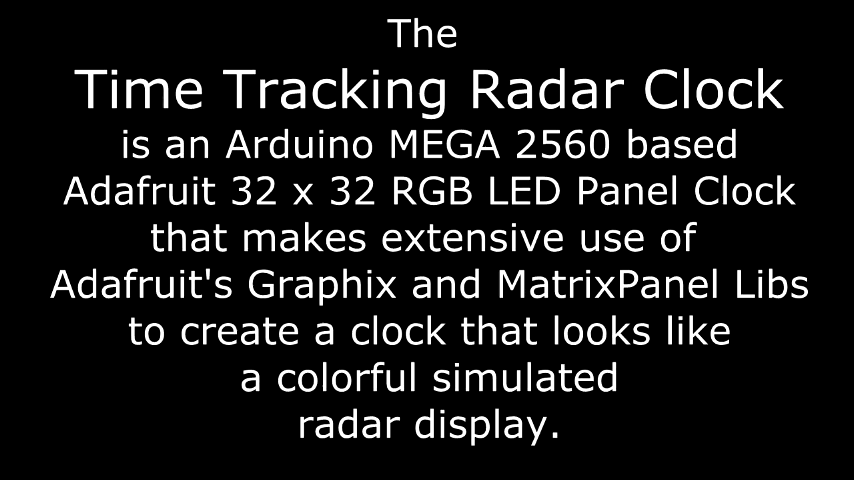 The
Time Tracking Radar Clock
is an Arduino MEGA 2560 based
Adafruit 32 x 32 RGB LED Panel Clock
that makes extensive use of
Adafruit's Graphix and MatrixPanel Libs
to create a clock that looks like
a colorful simulated
radar display.